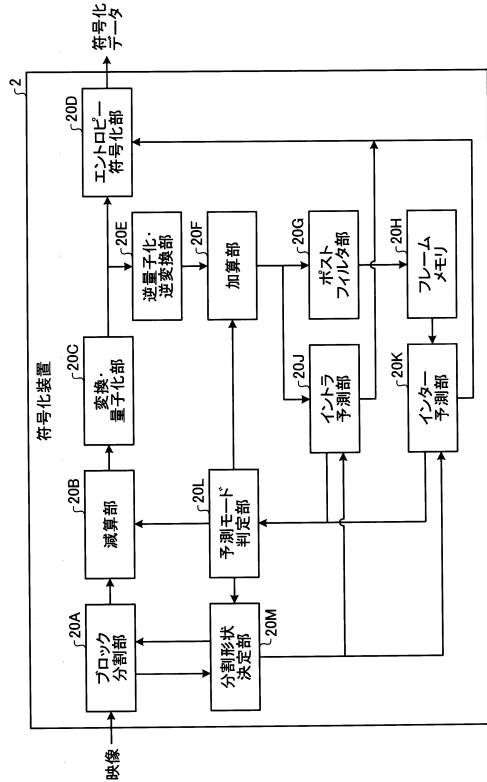 符号化装置
2
映像
20A
ブロック
分割部
20B
減算部
20C
変換・
量子化部
20D
エントロピー
符号化部
符号化
データ
20E
逆量子化・
逆変換部
20F
加算部
20L
予測モード
判定部
20M
分割形状
決定部
20J
イントラ
予測部
20G
ポスト
フィルタ部
20K
インター
予測部
20H
フレーム
メモリ